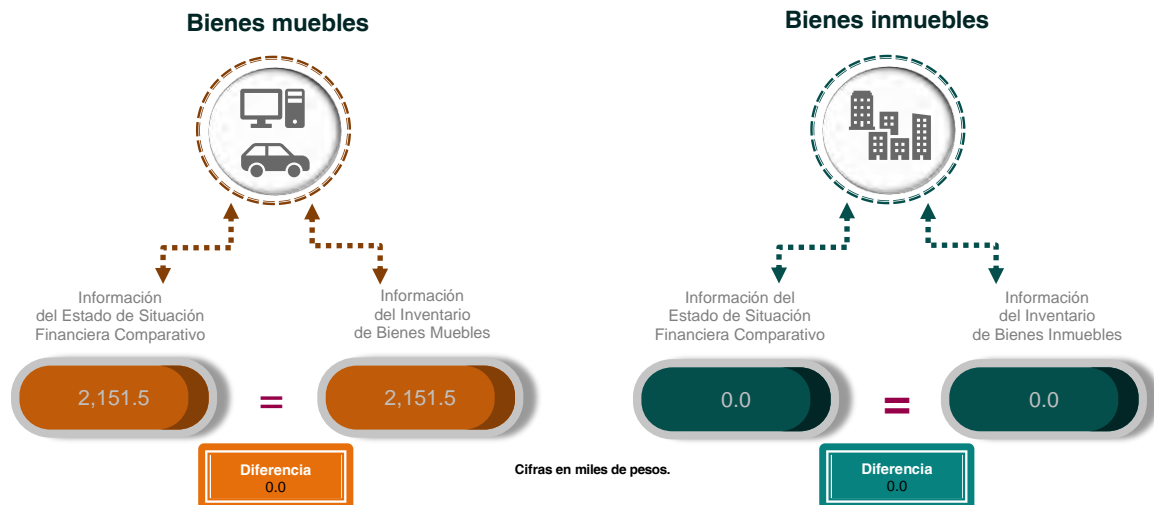 Bienes muebles
Información
del Estado de Situación
Financiera Comparativo
Información
del Inventario
de Bienes Muebles
2,151.5
=
2,151.5
Diferencia
0.0
Cifras en miles de pesos.
Bienes inmuebles
Información del
Estado de Situación
Financiera Comparativo
Información
del Inventario
de Bienes Inmuebles
0.0
=
0.0
Diferencia
0.0